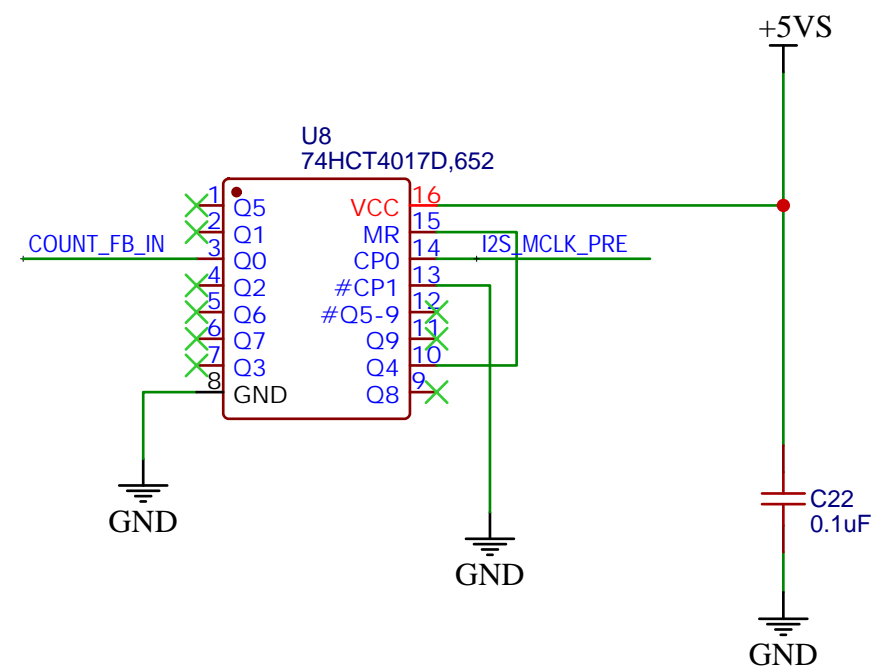 +5VS
U8
74HCT4017D,652
1 Q5 VCC 16
2 Q1 MR 15
COUNT_FB_IN 3 Q0 CP0 14 I2S_MCLK_PRE
4 Q2 #CP1 13
5 Q6 #Q5-9 12
6 Q7 Q9 11
7 Q3 Q4 10
8 GND Q8 9
C22
0.1uF
GND
GND
GND